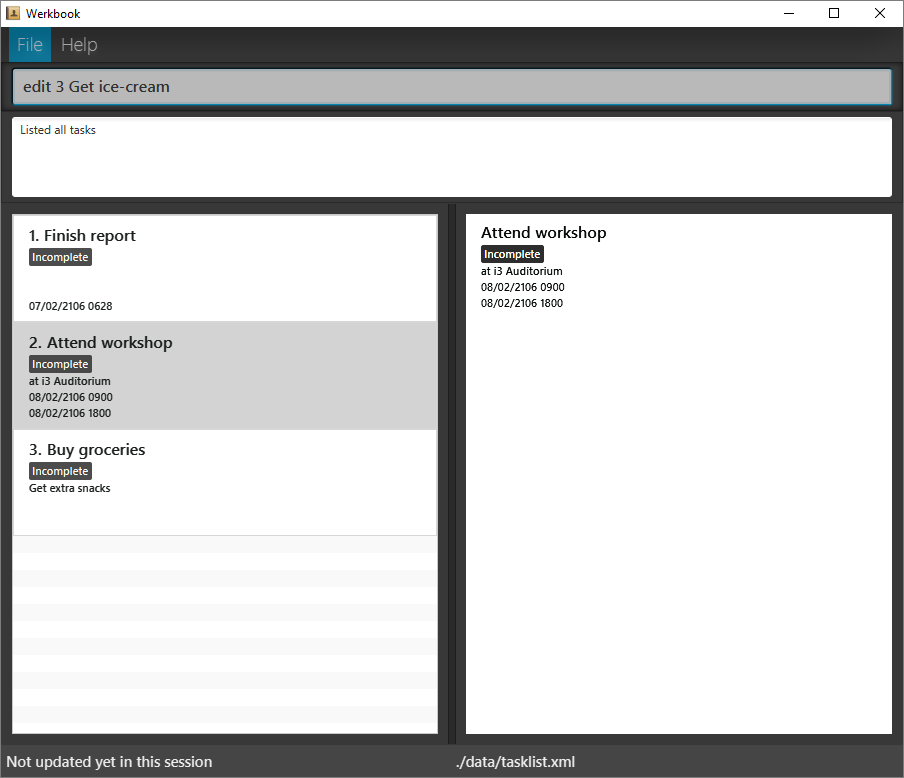 Werkbook
File Help
edit 3 Get ice-cream
Listed all tasks
1. Finish report
Incomplete
07/02/2106 0628
2. Attend workshop
Incomplete
at i3 Auditorium
08/02/2106 0900
08/02/2106 1800
3. Buy groceries
Incomplete
Get extra snacks
Attend workshop
Incomplete
at i3 Auditorium
08/02/2106 0900
08/02/2106 1800
Not updated yet in this session
./data/tasklist.xml